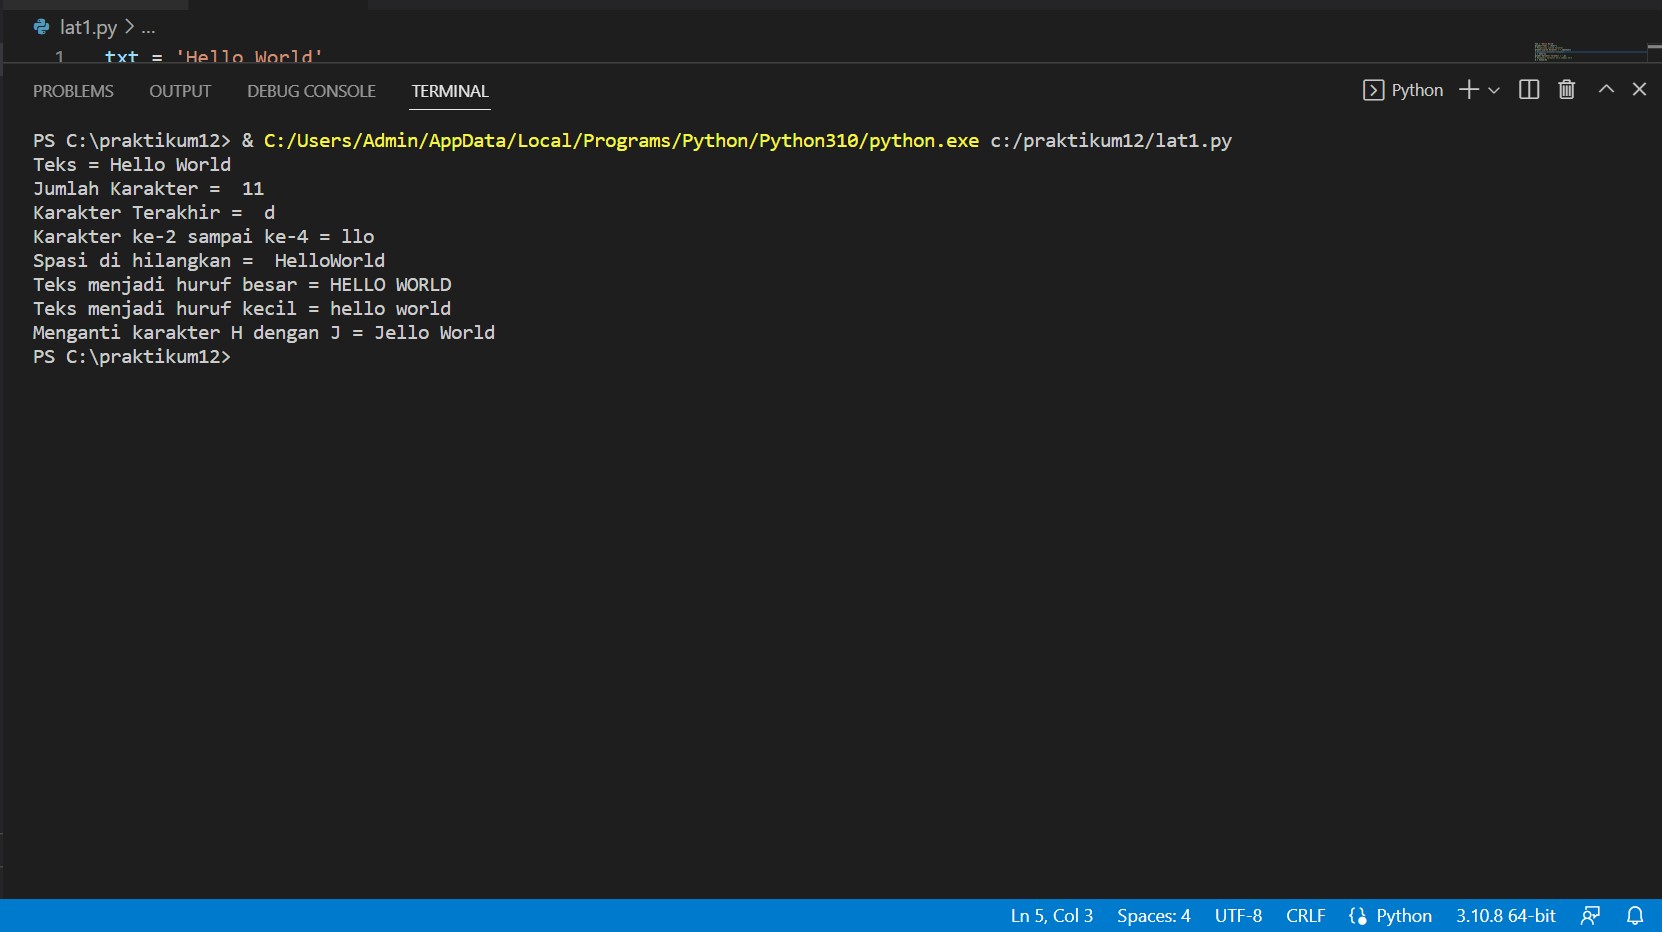 lat1.py > ...
1 txt = 'Hello World'
PROBLEMS OUTPUT DEBUG CONSOLE TERMINAL Python
PS C:\praktikum12> & C:/Users/Admin/AppData/Local/Programs/Python/Python310/python.exe c:/praktikum12/lat1.py
Teks = Hello World
Jumlah Karakter =  11
Karakter Terakhir =  d
Karakter ke-2 sampai ke-4 = llo
Spasi di hilangkan =  HelloWorld
Teks menjadi huruf besar = HELLO WORLD
Teks menjadi huruf kecil = hello world
Menganti karakter H dengan J = Jello World
PS C:\praktikum12>
Ln 5, Col 3 Spaces: 4 UTF-8 CRLF Python 3.10.8 64-bit